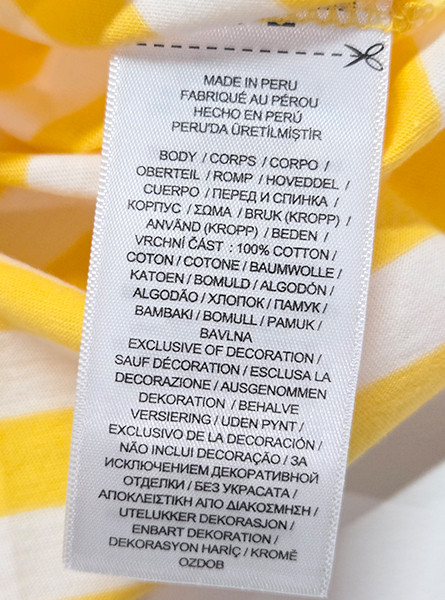 MADE IN PERU
FABRIQUÉ AU PÉROU
HECHO EN PERÚ
PERU'DA ÜRETİLMİŞTİR
BODY / CORPS / CORPO /
OBERTEIL / ROMP / HOVEDDEL /
CUERPO / ПЕРЕД И СПИНКА /
КОРПУС / ΣΩΜΑ / BRUK (KROPP) /
ANVÄND (KROPP) / BEDEN /
VRCHNÍ ČÁST : 100% COTTON /
COTON / COTONE / BAUMWOLLE /
KATOEN / BOMULD / ALGODÓN /
ALGODÃO / ХЛОПОК / ПАМУК /
BAMBAKI / BOMULL / PAMUK /
BAVLNA
EXCLUSIVE OF DECORATION /
SAUF DÉCORATION / ESCLUSA LA
DECORAZIONE / AUSGENOMMEN
DEKORATION / BEHALVE
VERSIERING / UDEN PYNT /
EXCLUSIVO DE LA DECORACIÓN /
NÃO INCLUI DECORAÇÃO / ЗА
ИСКЛЮЧЕНИЕМ ДЕКОРАТИВНОЙ
ОТДЕЛКИ / БЕЗ УКРАСАТА /
ΑΠΟΚΛΕΙΣΤΙΚΗ ΑΠΟ ΔΙΑΚΟΣΜΗΣΗ /
UTELUKKER DEKORASJON /
ENBART DEKORATION /
DEKORASYON HARİÇ / KROMĚ
OZDOB